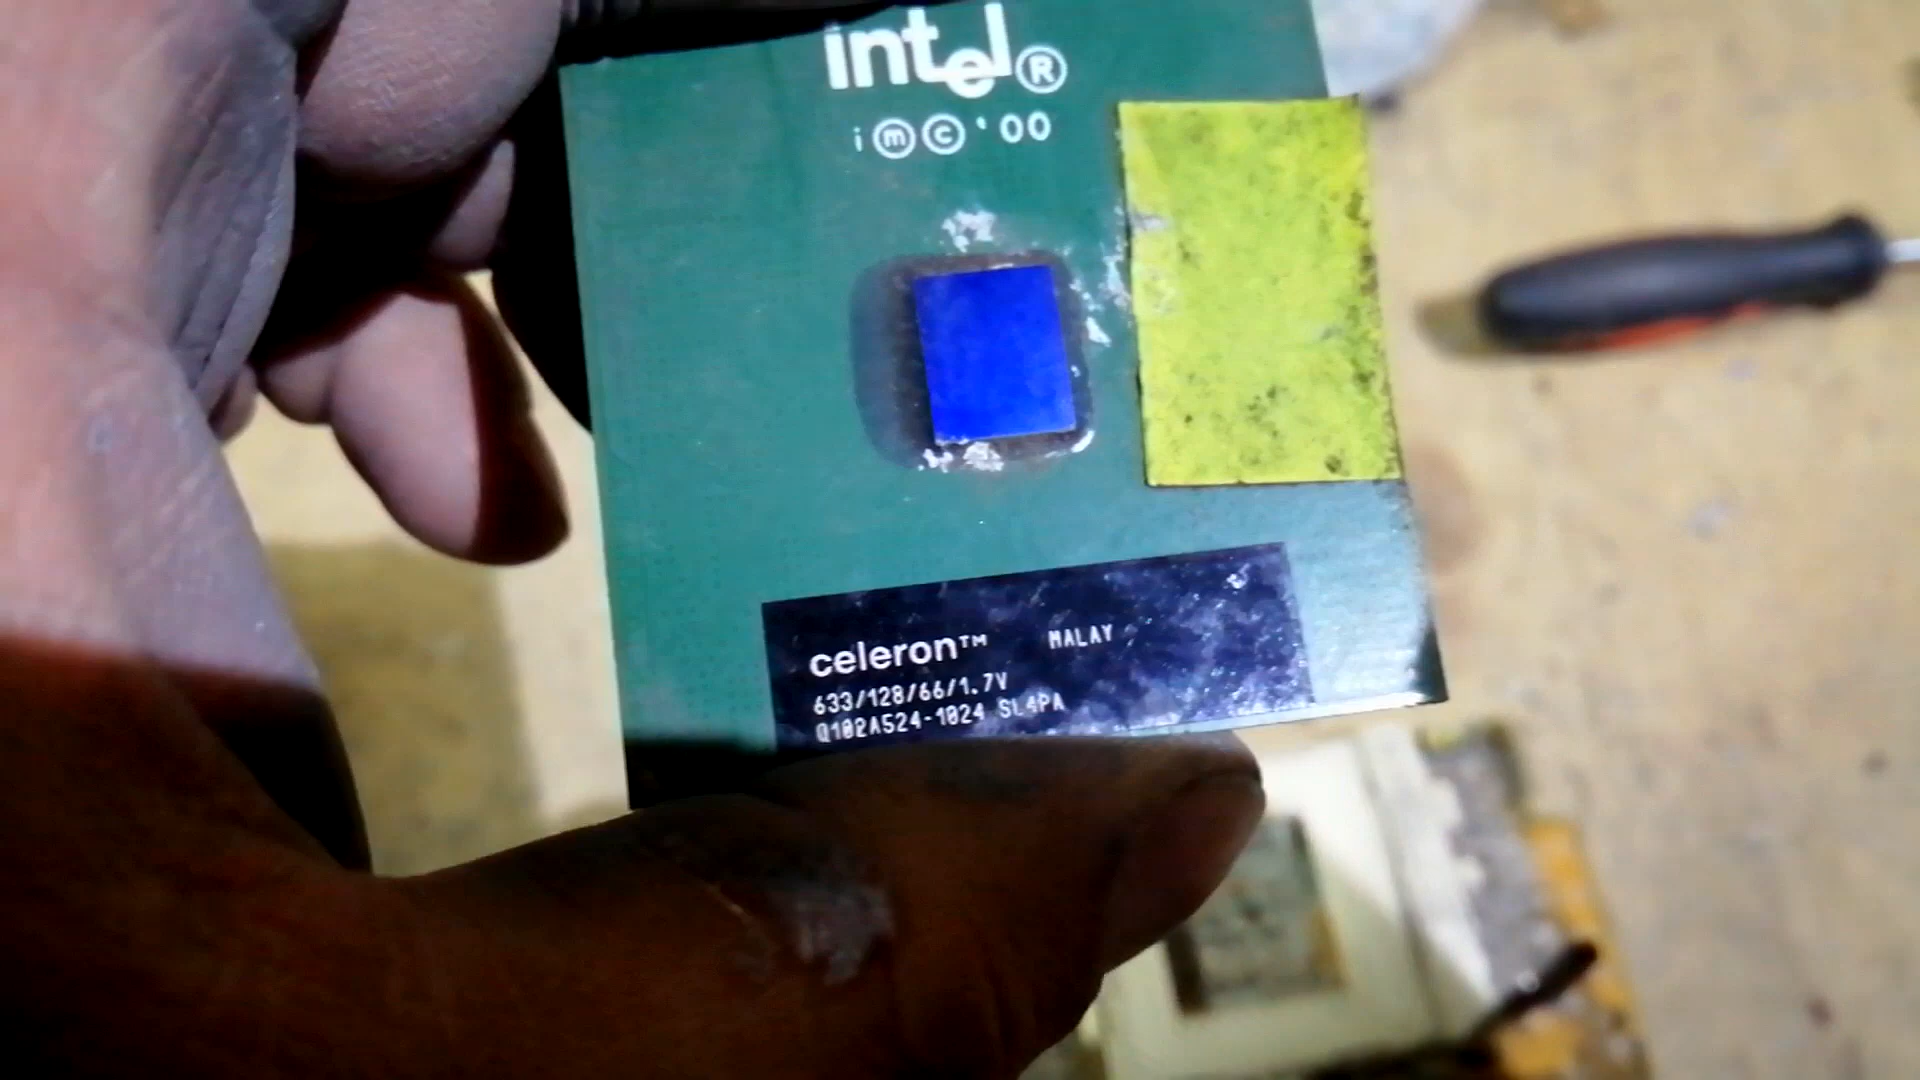 intel®
i ⓜ ⓒ '00
celeron™ MALAY
633/128/66/1.7V
Q102A524-1024 SL4PA